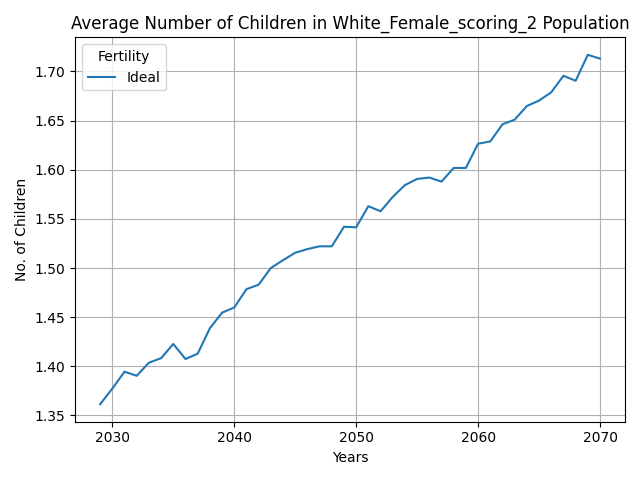 Average Number of Children in White_Female_scoring_2 Population
Fertility
Ideal
No. of Children
1.70
1.65
1.60
1.55
1.50
1.45
1.40
1.35
2030 2040 2050 2060 2070
Years